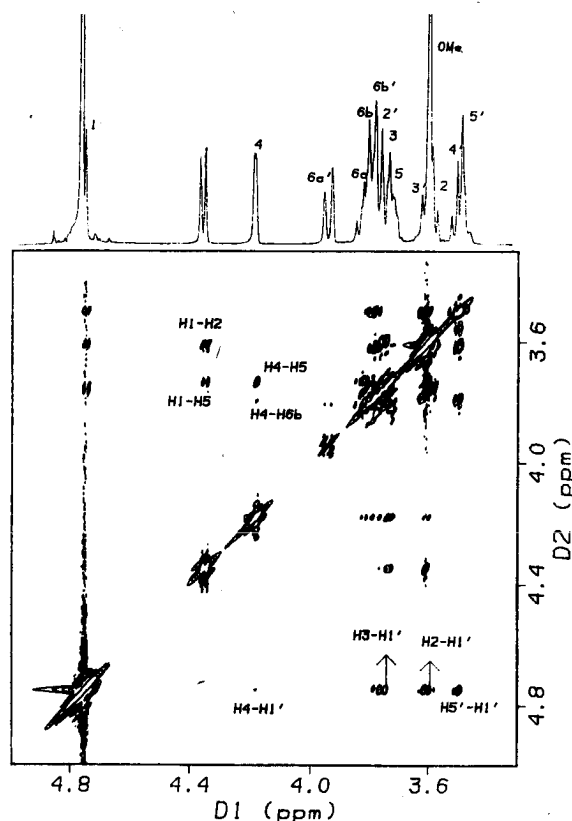 OMe
6b'
6b 2' 5'
1 3
4 4'
6a' 6a 5 3' 2
H1-H2
H4-H5
H1-H5 H4-H6b
H3-H1' H2-H1'
H4-H1' H5'-H1'
3.6
4.0
4.4
4.8
D2 (ppm)
4.8 4.4 4.0 3.6
D1 (ppm)